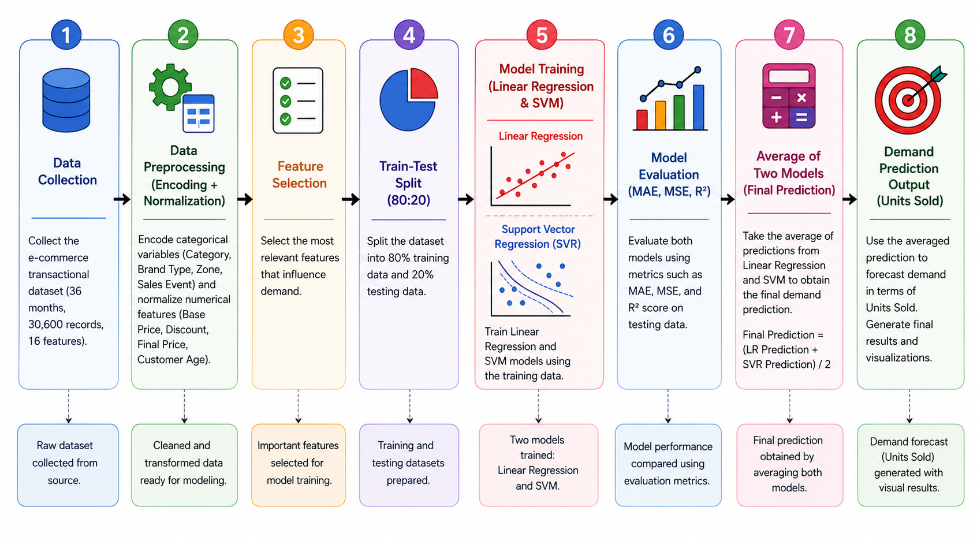 1
Data
Collection
Collect the
e-commerce
transactional
dataset (36
months,
30,600 records,
16 features).
Raw dataset
collected from
source.
2
Data
Preprocessing
(Encoding +
Normalization)
Encode categorical
variables (Category,
Brand Type, Zone,
Sales Event) and
normalize numerical
features (Base
Price, Discount,
Final Price,
Customer Age).
Cleaned and
transformed data
ready for modeling.
3
Feature
Selection
Select the most
relevant features
that influence
demand.
Important features
selected for
model training.
4
Train-Test
Split
(80:20)
Split the dataset
into 80% training
data and 20%
testing data.
Training and
testing datasets
prepared.
5
Model Training
(Linear Regression
& SVM)
Linear Regression
Support Vector
Regression (SVR)
Train Linear
Regression and
SVM models using
the training data.
Two models
trained:
Linear Regression
and SVM.
6
Model
Evaluation
(MAE, MSE, R²)
Evaluate both
models using
metrics such as
MAE, MSE, and
R² score on
testing data.
Model performance
compared using
evaluation metrics.
7
Average of
Two Models
(Final Prediction)
Take the average of
predictions from
Linear Regression
and SVM to obtain
the final demand
prediction.
Final Prediction =
(LR Prediction +
SVR Prediction) / 2
Final prediction
obtained by
averaging both
models.
8
Demand
Prediction
Output
(Units Sold)
Use the averaged
prediction to
forecast demand
in terms of
Units Sold.
Generate final
results and
visualizations.
Demand forecast
(Units Sold)
generated with
visual results.